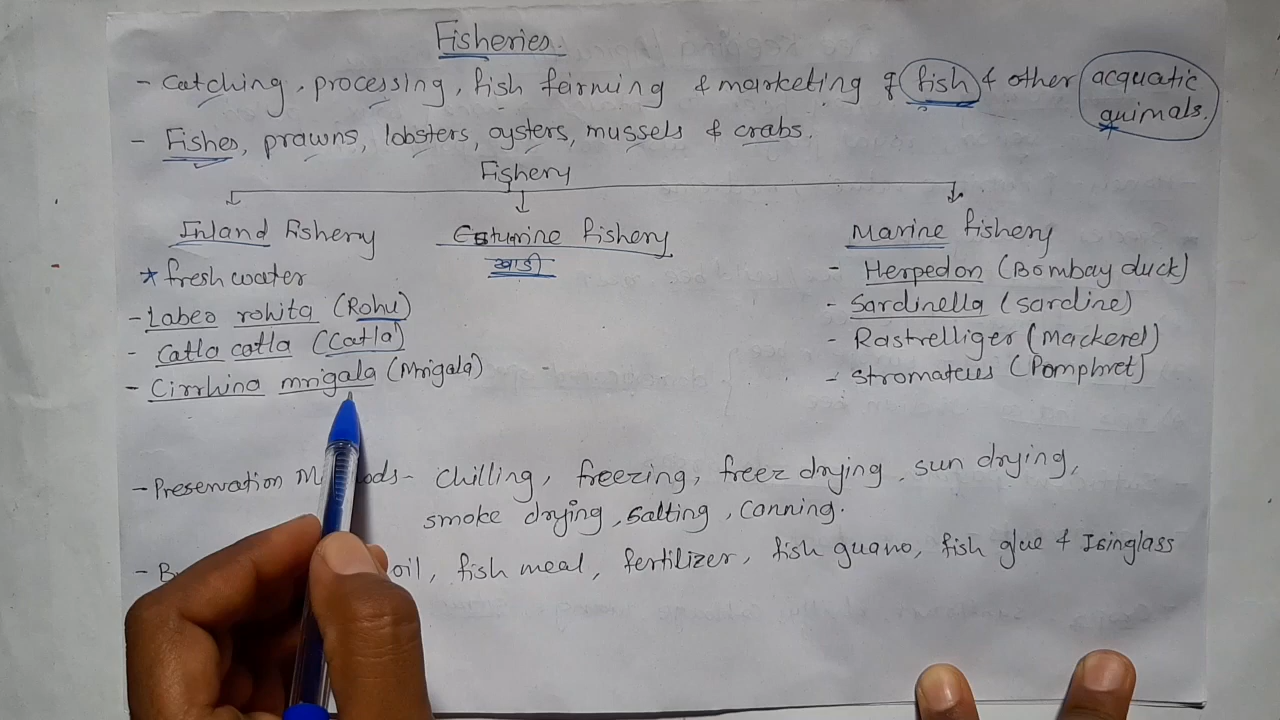 Fisheries.
- Catching, processing, fish fairming & marketing of fish & other acquatic animals.
- Fishes, prawns, lobsters, oysters, mussels & crabs.
Fishery
Inland Fishery
* fresh water
- Labeo rohita (Rohu)
- Catla catla (Catla)
- Cirrhina mrigala (Mrigala)
Esturine fishery
खाडी
Marine fishery
- Herpedon (Bombay duck)
- Sardinella (sardine)
- Rastrelliger (Mackerel)
- Stromateus (Pomphret)
- Preservation - chilling, freezing, freez drying, sun drying,
smoke drying, salting, canning.
- oil, fish meal, fertilizer, fish guano, fish glue & Isinglass